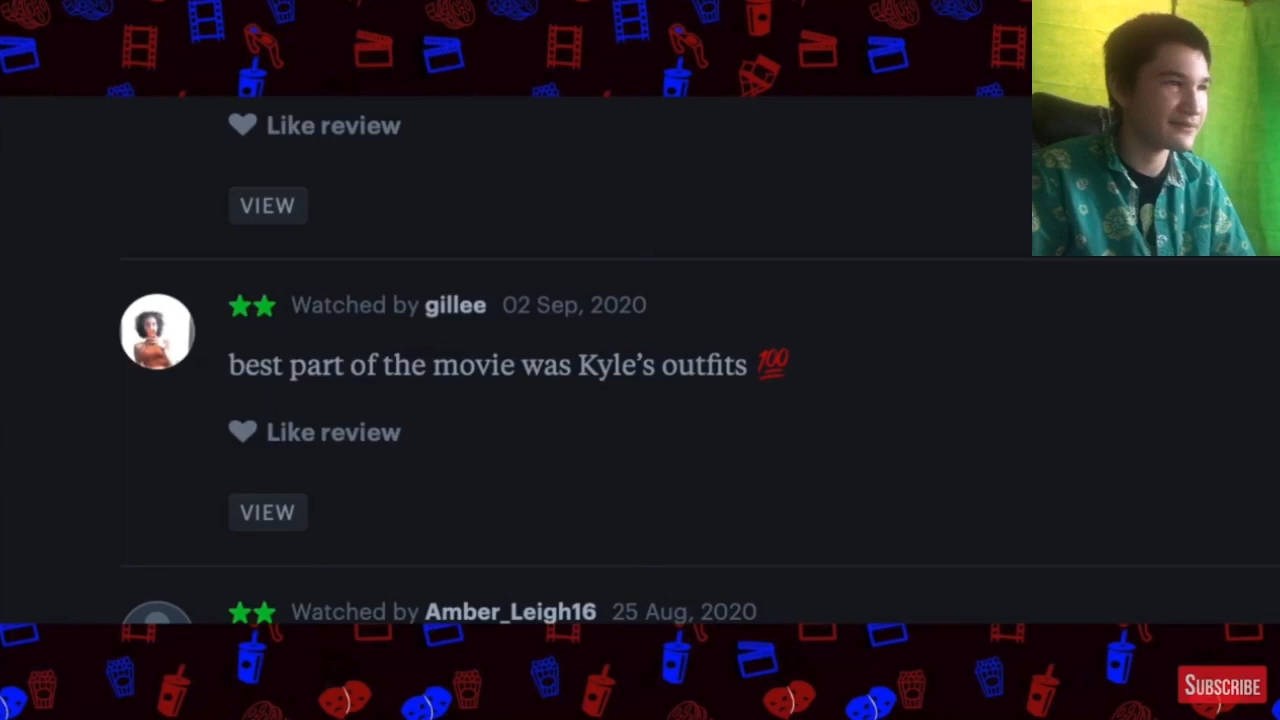 Like review
VIEW
★★ Watched by gillee 02 Sep, 2020
best part of the movie was Kyle’s outfits 💯
Like review
VIEW
★★ Watched by Amber_Leigh16 25 Aug, 2020
SUBSCRIBE